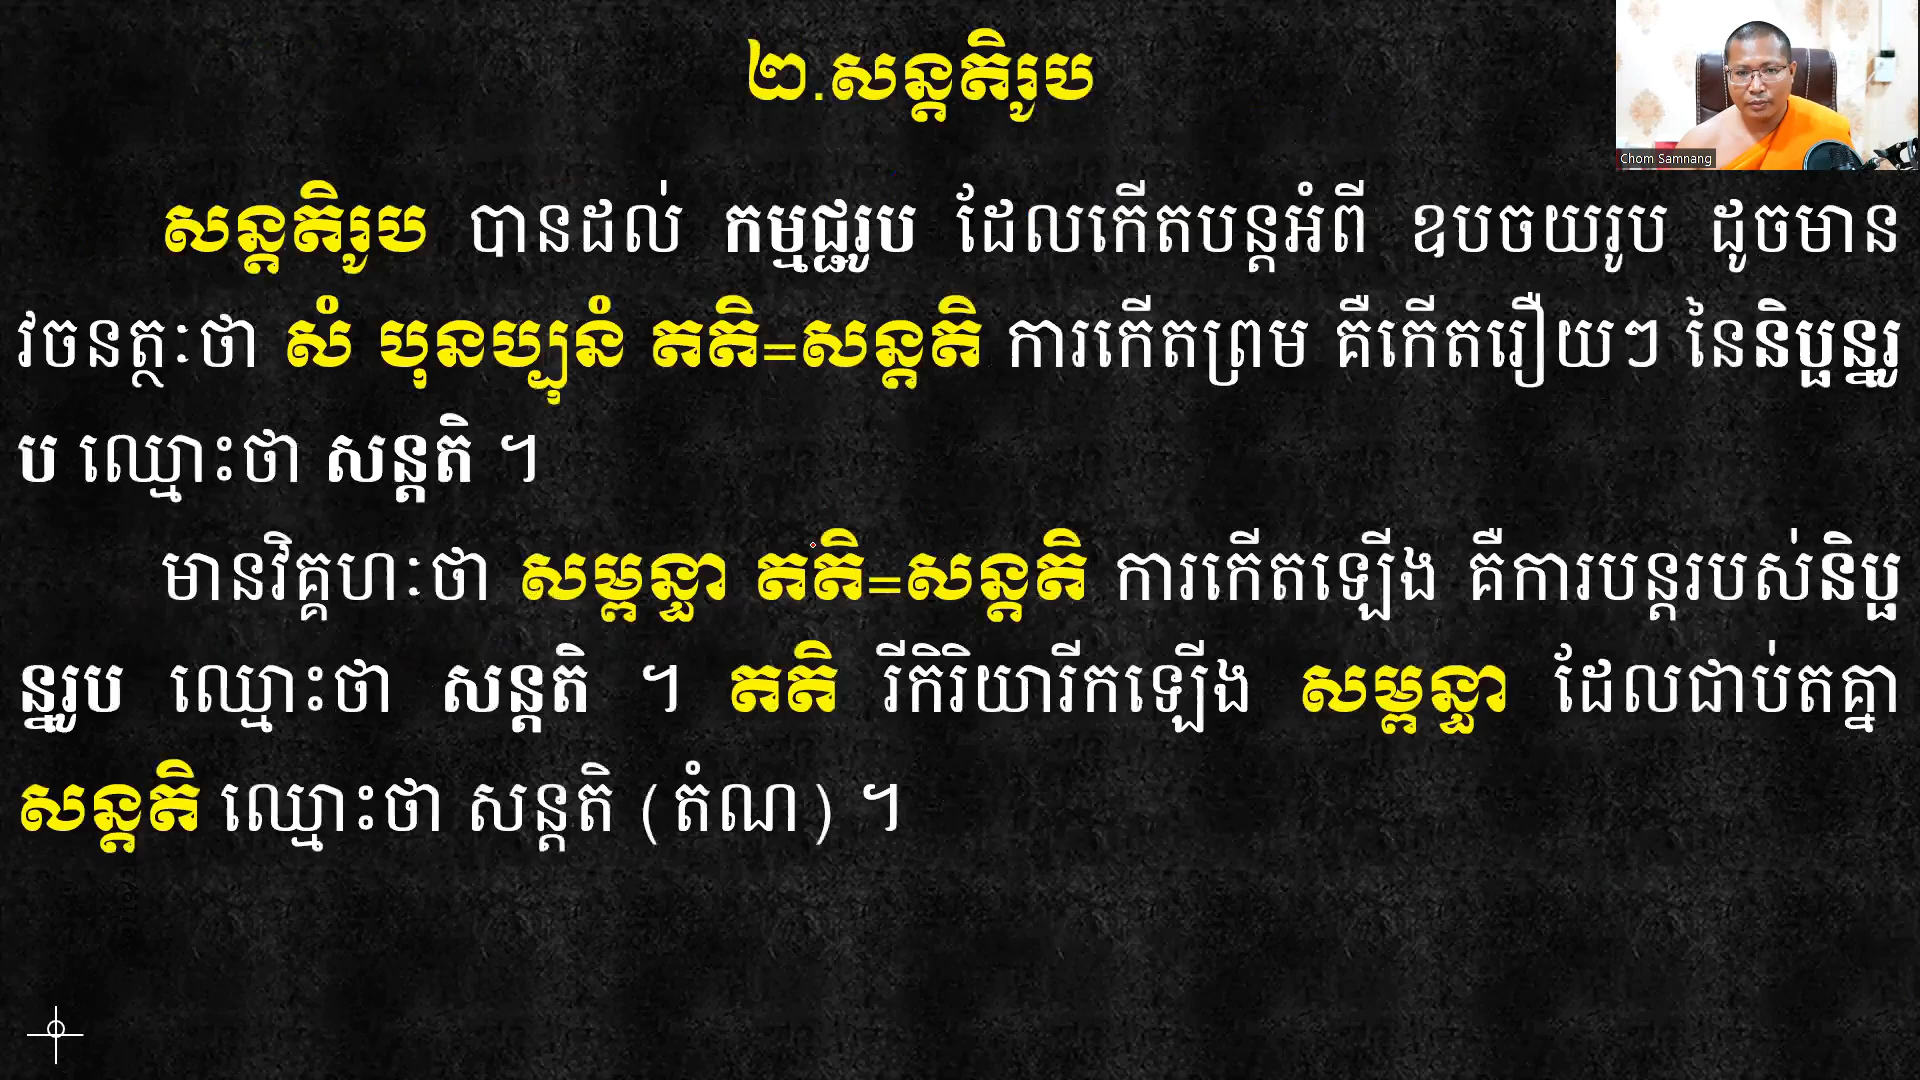 ២.សន្តតិរូប
Chom Samnang
សន្តតិរូប បានដល់ កម្មជ្ជរូប ដែលកើតបន្តអំពី ឧបចយរូប ដូចមាន
វចនត្ថៈថា សំ បុនប្បុនំ តតិ=សន្តតិ ការកើតព្រម គឺកើតរឿយៗ នៃនិប្ផន្នរូ
ប ឈ្មោះថា សន្តតិ ។
មានវិគ្គហៈថា សម្ពន្ធា តតិ=សន្តតិ ការកើតឡើង គឺការបន្តរបស់និប្ផ
ន្នរូប ឈ្មោះថា សន្តតិ ។ តតិ រីកិរិយារីកឡើង សម្ពន្ធា ដែលជាប់តគ្នា
សន្តតិ ឈ្មោះថា សន្តតិ (តំណ) ។